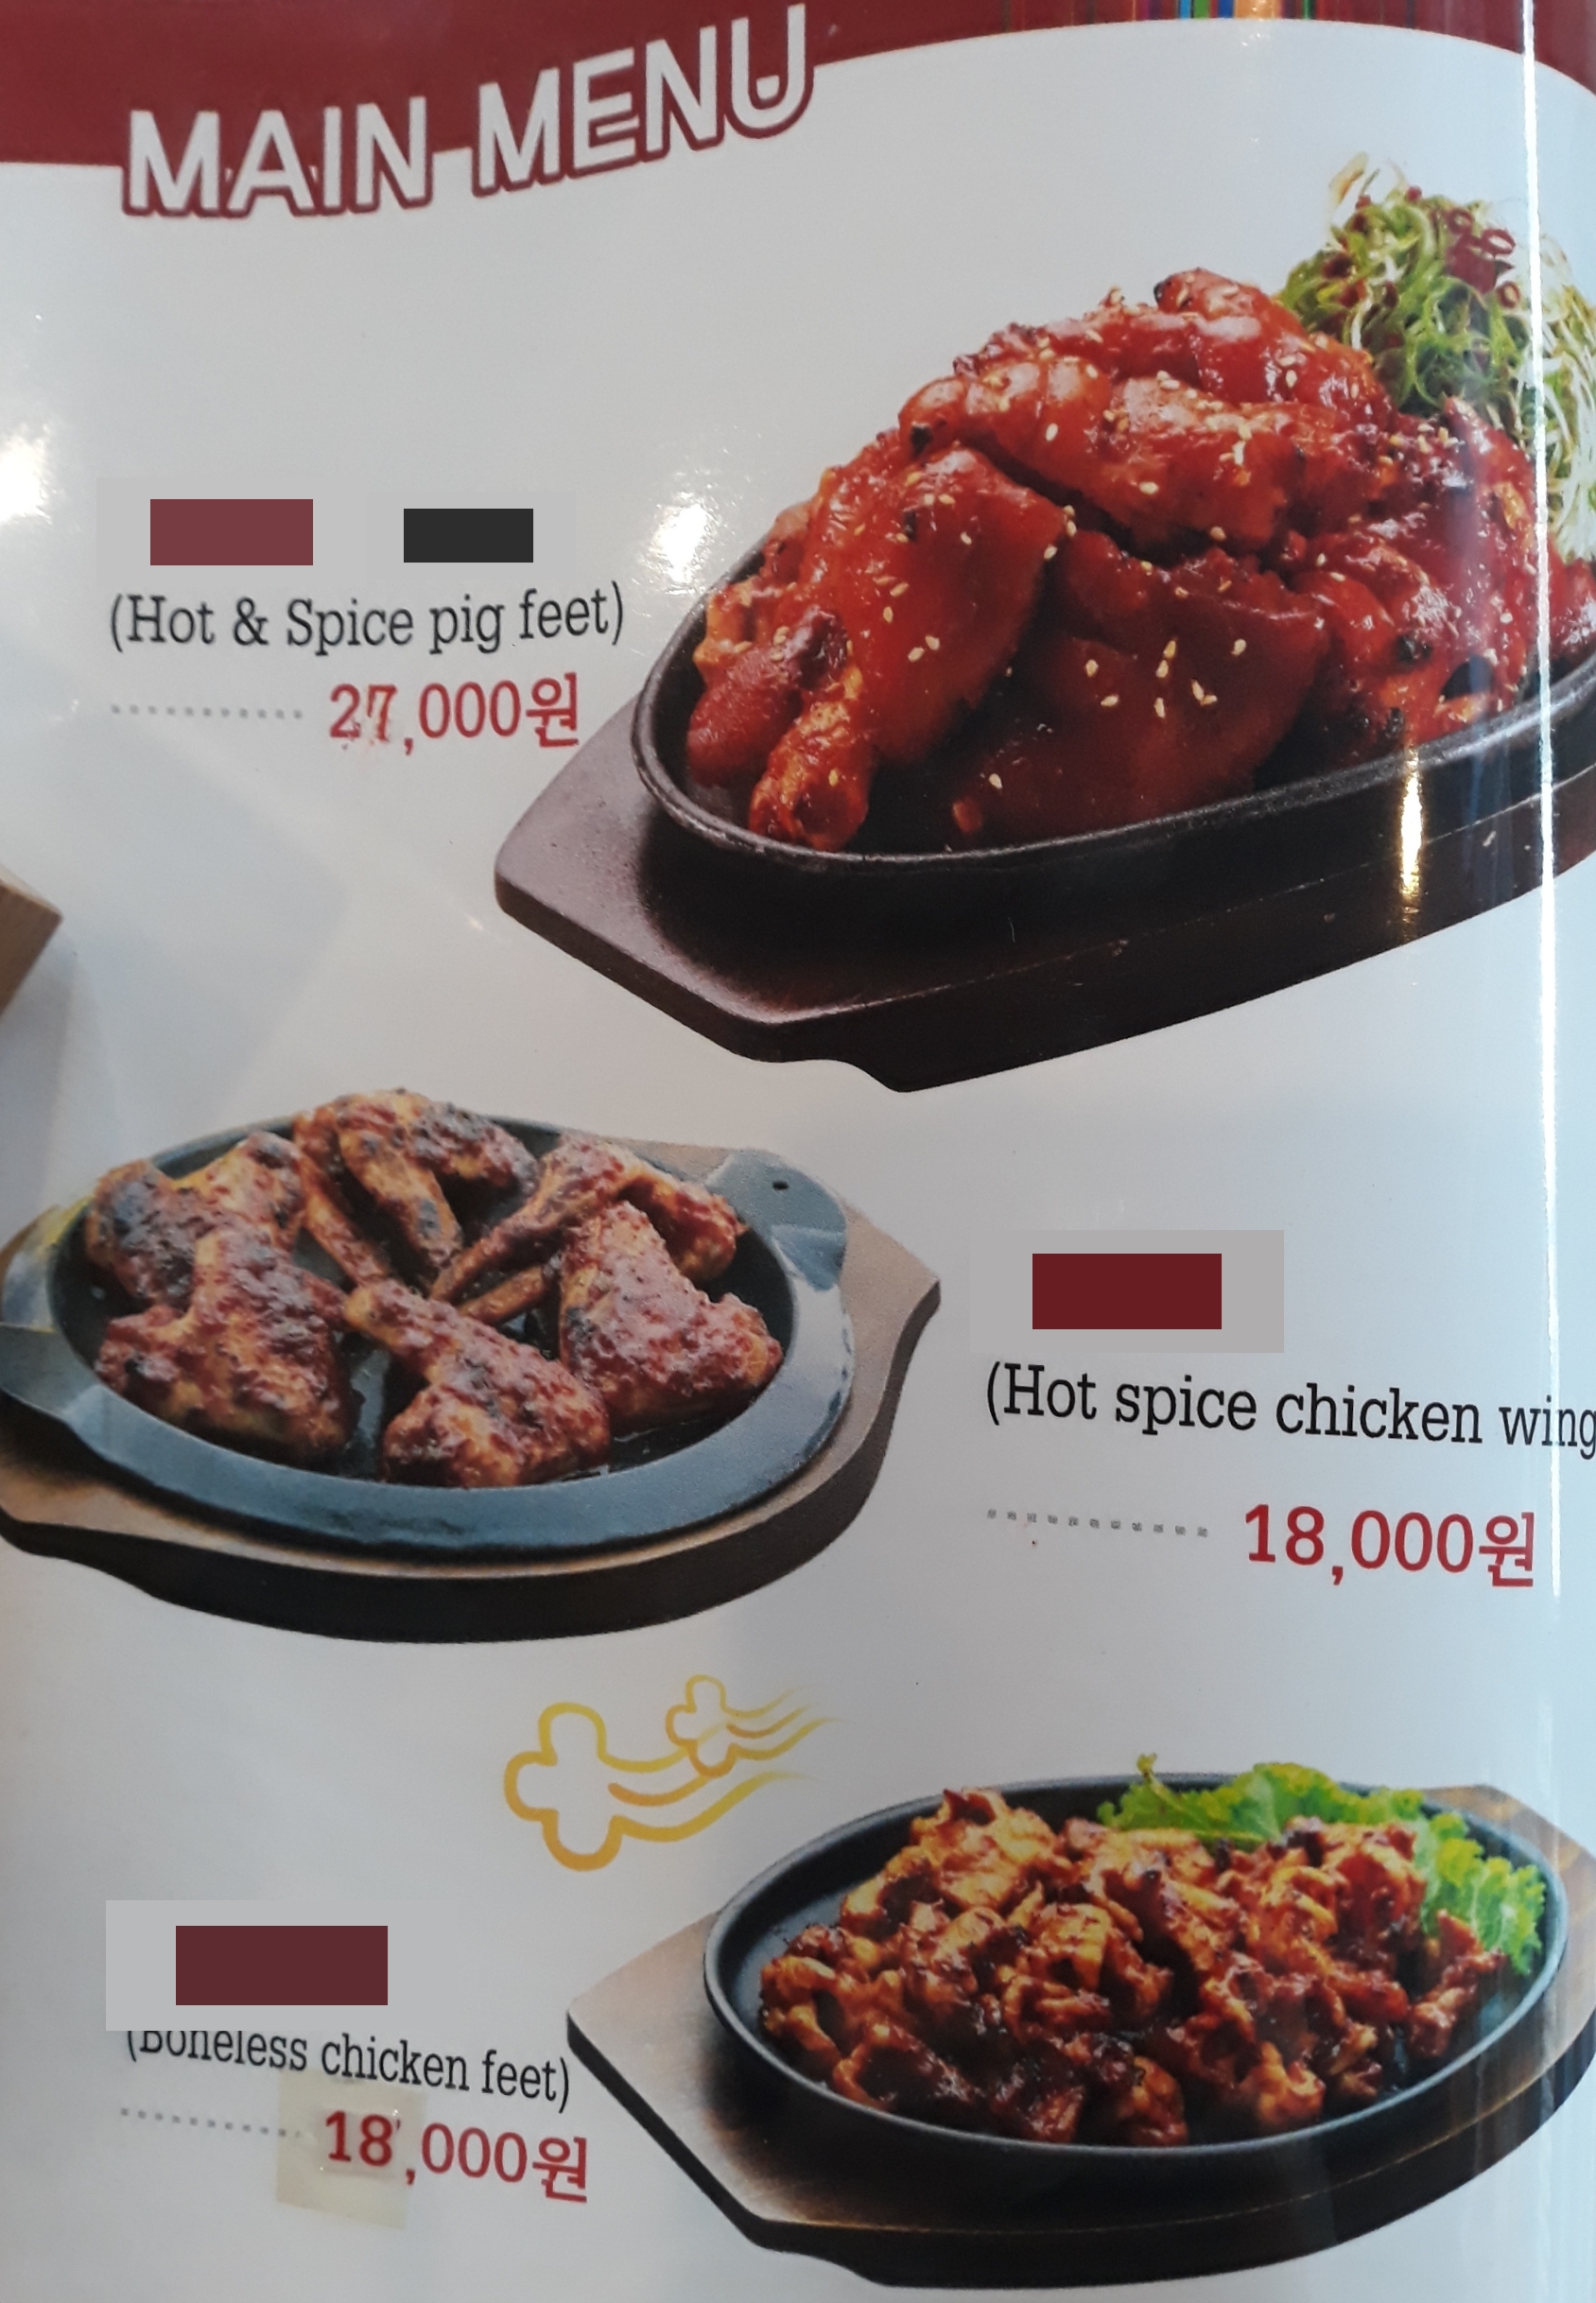 MAIN MENU
(Hot & Spice pig feet)
27,000원
(Hot spice chicken wing
18,000원
(Boneless chicken feet)
18,000원